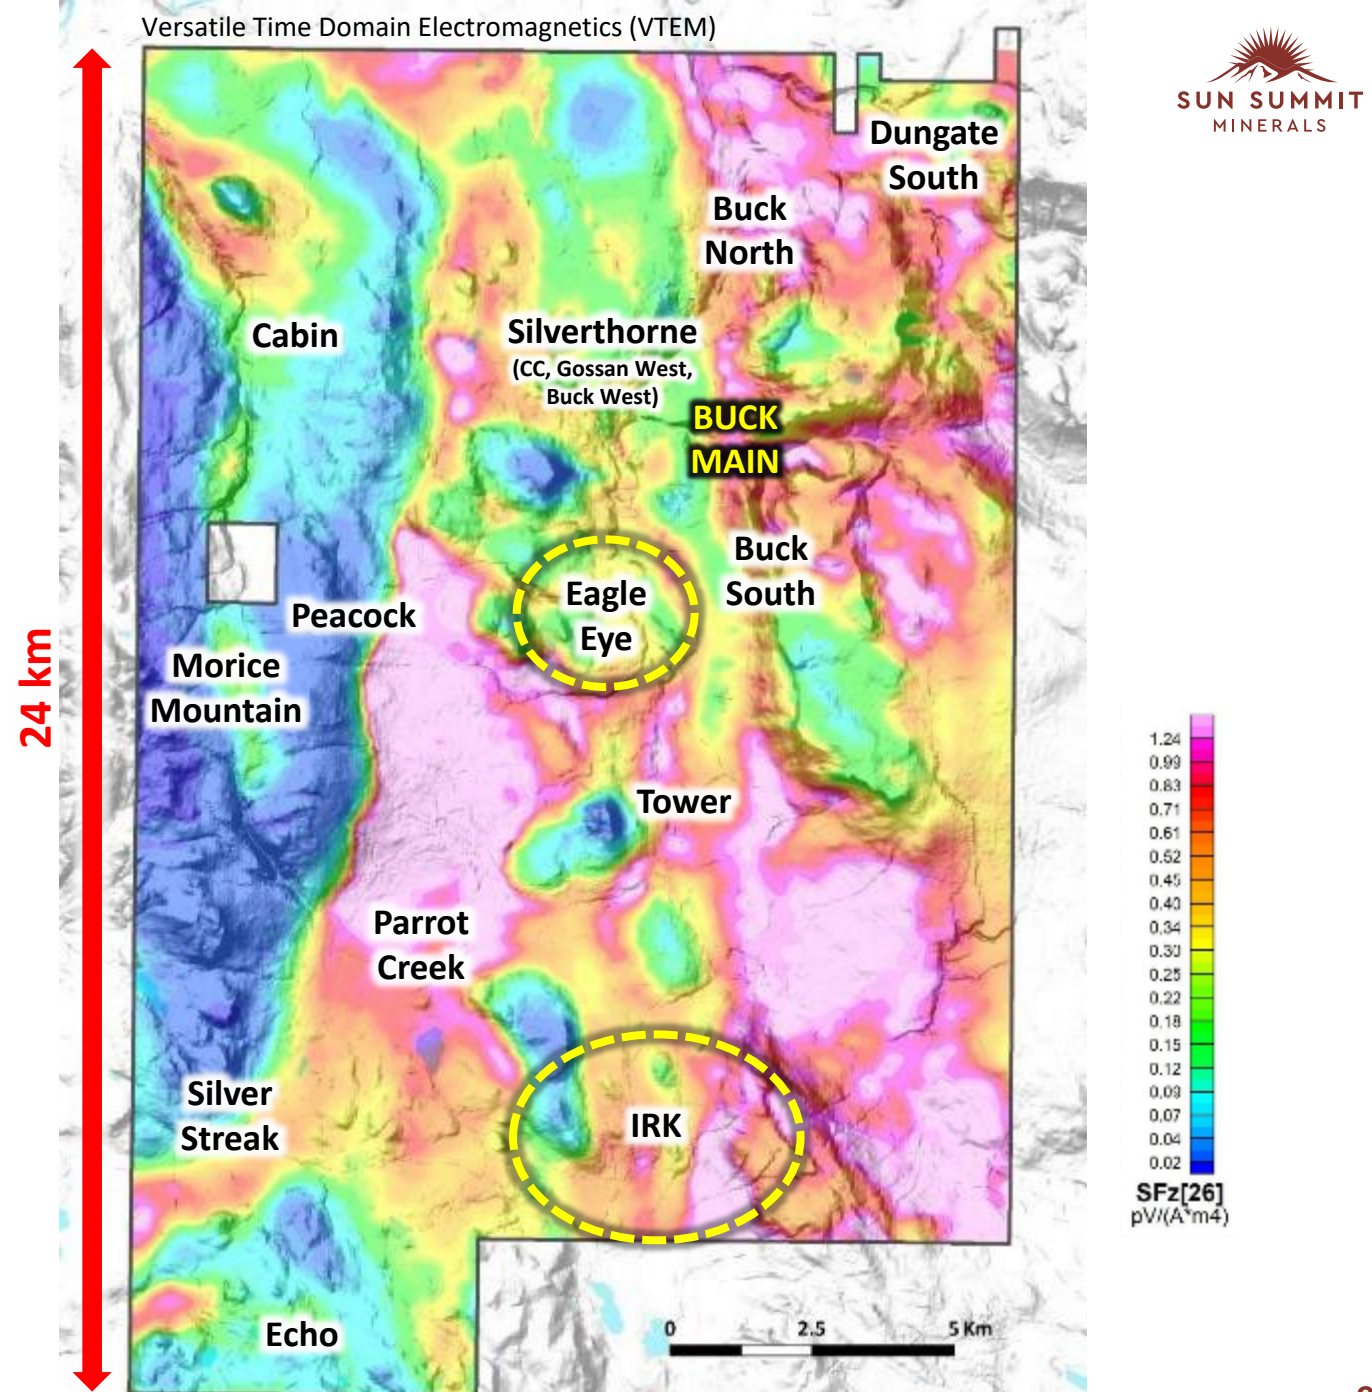 Versatile Time Domain Electromagnetics (VTEM)
SUN SUMMIT
MINERALS
Dungate
South
Buck
North
Cabin
Silverthorne
(CC, Gossan West,
Buck West)
BUCK
MAIN
Buck
South
Eagle
Eye
Peacock
Morice
Mountain
24 km
Tower
Parrot
Creek
Silver
Streak
IRK
Echo
0 2.5 5 Km
1.24
0.99
0.83
0.71
0.61
0.52
0.45
0.40
0.34
0.30
0.25
0.22
0.18
0.15
0.12
0.09
0.07
0.04
0.02
SFz[26]
pV/(A*m4)